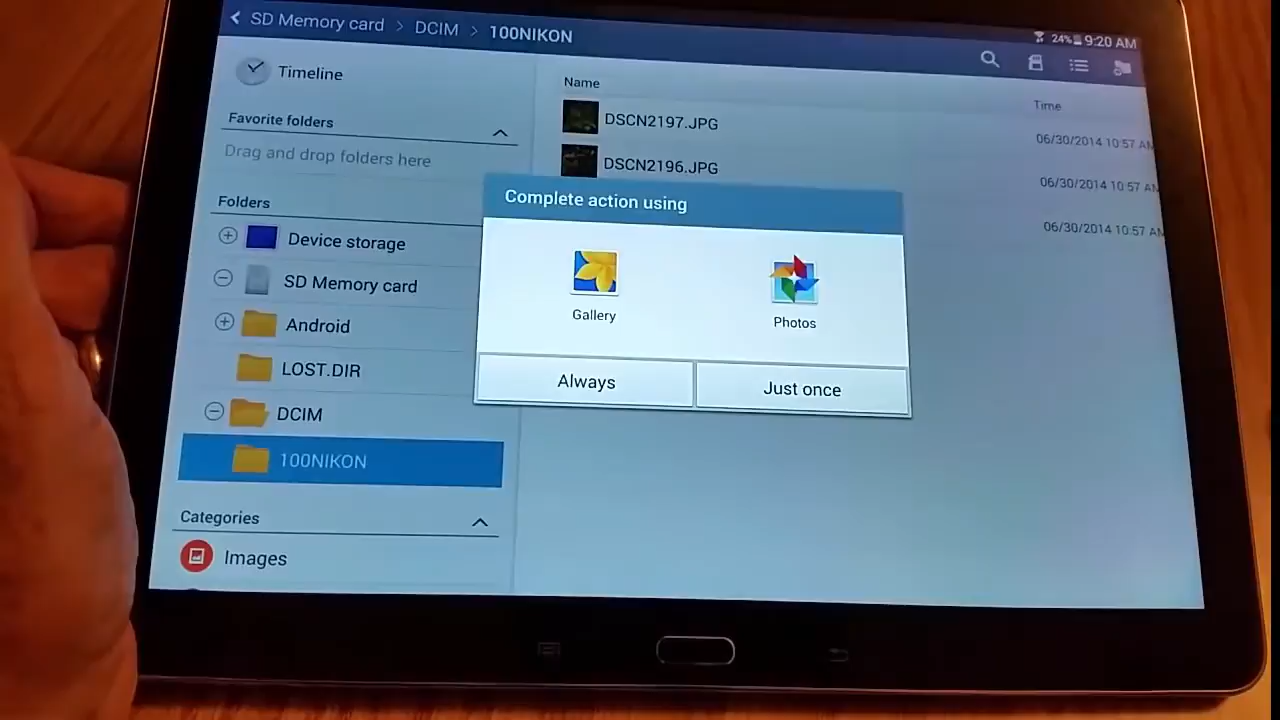 SD Memory card > DCIM > 100NIKON
24% 9:20 AM
Timeline
Favorite folders
Drag and drop folders here
Folders
Device storage
SD Memory card
Android
LOST.DIR
DCIM
100NIKON
Categories
Images
Name
Time
DSCN2197.JPG
06/30/2014 10:57 AM
DSCN2196.JPG
06/30/2014 10:57 AM
06/30/2014 10:57 AM
Complete action using
Gallery
Photos
Always
Just once